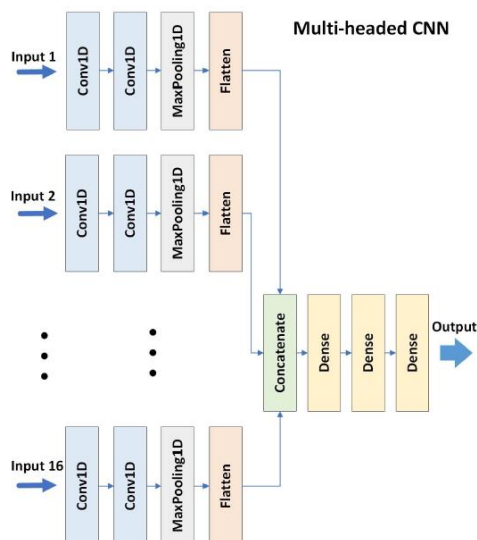 Multi-headed CNN
Input 1
Conv1D
Conv1D
MaxPooling1D
Flatten
Input 2
Conv1D
Conv1D
MaxPooling1D
Flatten
Concatenate
Dense
Dense
Dense
Output
Input 16
Conv1D
Conv1D
MaxPooling1D
Flatten